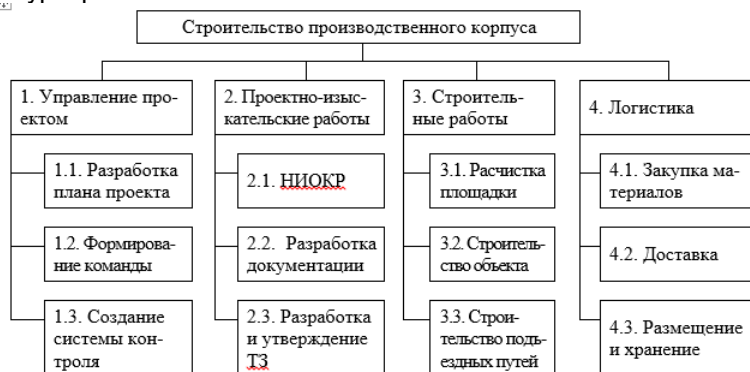 Строительство производственного корпуса
1. Управление про-
ектом
1.1. Разработка
плана проекта
1.2. Формирова-
ние команды
1.3. Создание
системы кон-
троля
2. Проектно-изыс-
кательские работы
2.1. НИОКР
2.2. Разработка
документации
2.3. Разработка
и утверждение
ТЗ
3. Строитель-
ные работы
3.1. Расчистка
площадки
3.2. Строитель-
ство объекта
3.3. Строи-
тельство подъ-
ездных путей
4. Логистика
4.1. Закупка ма-
териалов
4.2. Доставка
4.3. Размещение
и хранение